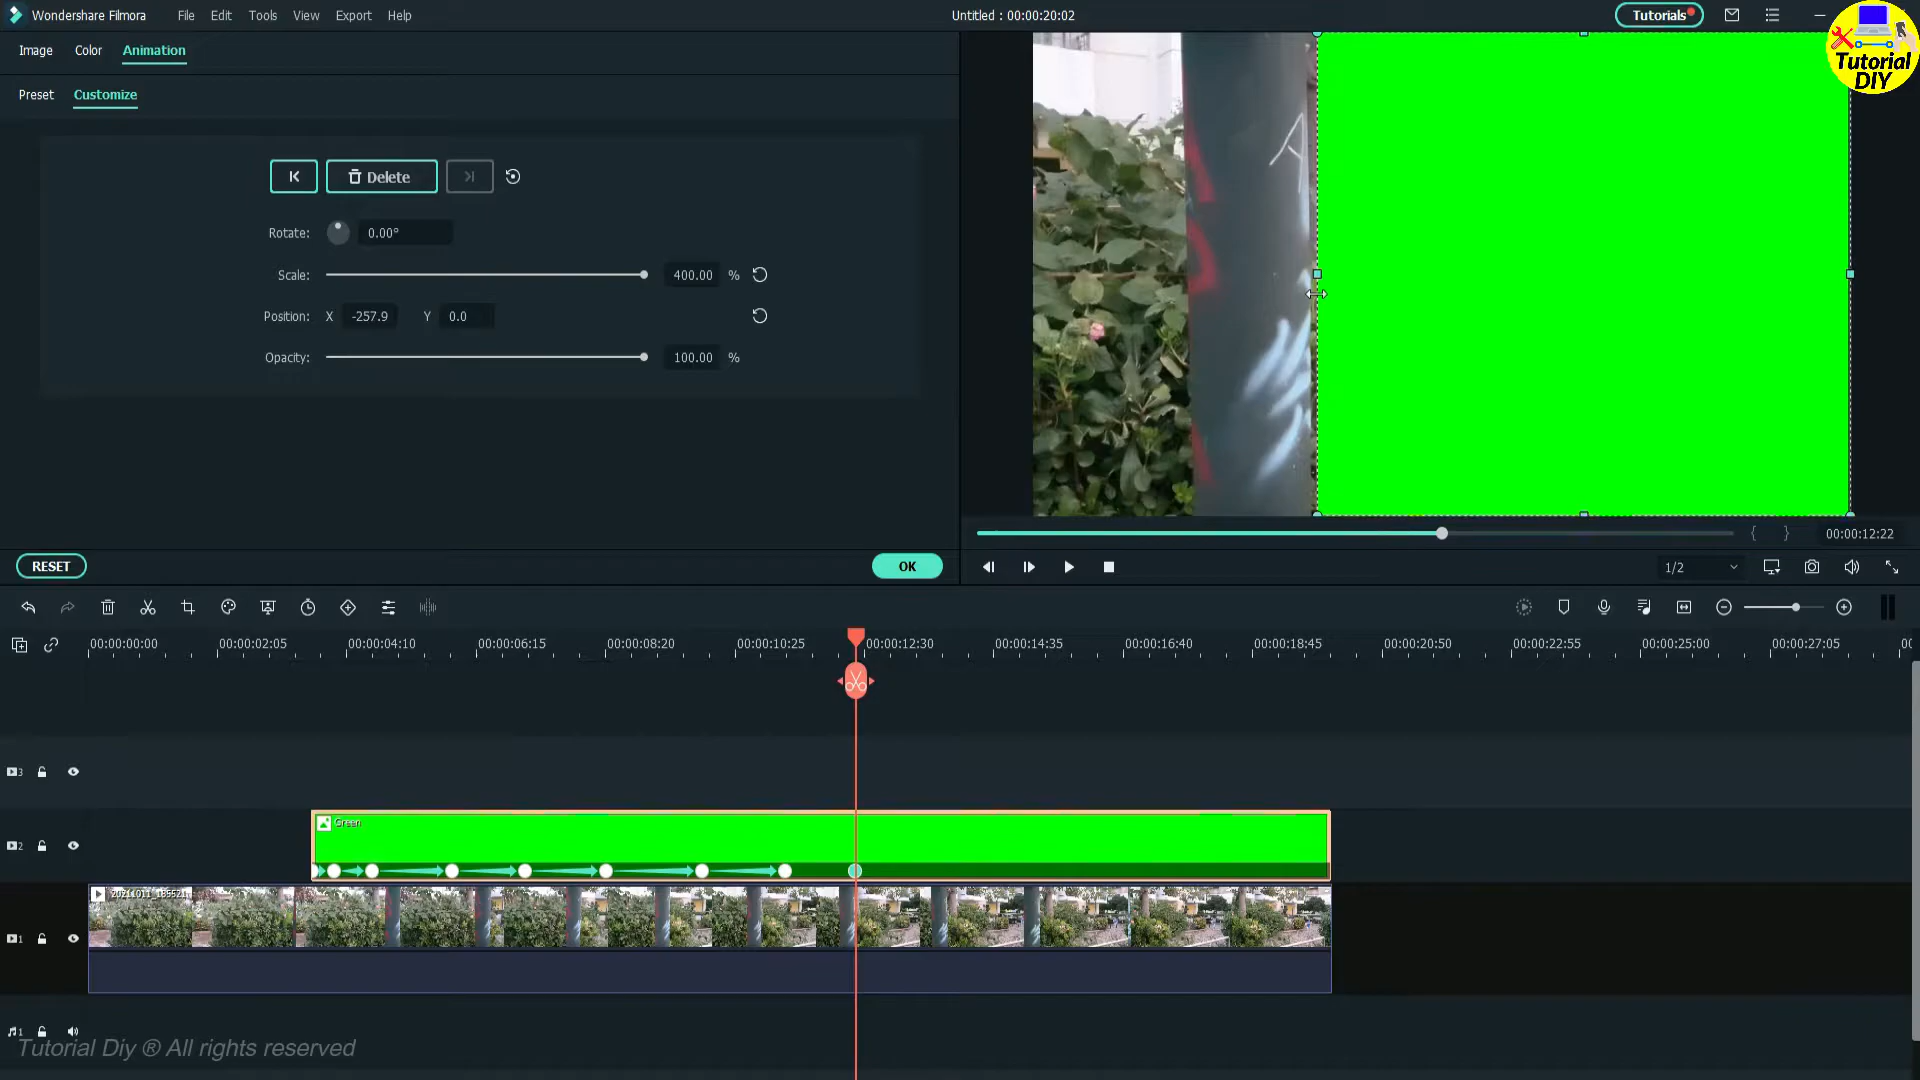 Wondershare Filmora File Edit Tools View Export Help Untitled : 00:00:20:02 Tutorials
Tutorial
DIY
Image Color Animation
Preset Customize
Delete
Rotate: 0.00°
Scale: 400.00 %
Position: X -257.9 Y 0.0
Opacity: 100.00 %
{ } 00:00:12:22
RESET OK 1/2
00:00:00:00 00:00:02:05 00:00:04:10 00:00:06:15 00:00:08:20 00:00:10:25 00:00:12:30 00:00:14:35 00:00:16:40 00:00:18:45 00:00:20:50 00:00:22:55 00:00:25:00 00:00:27:05
3
2 Green
1
1
Tutorial Diy ® All rights reserved